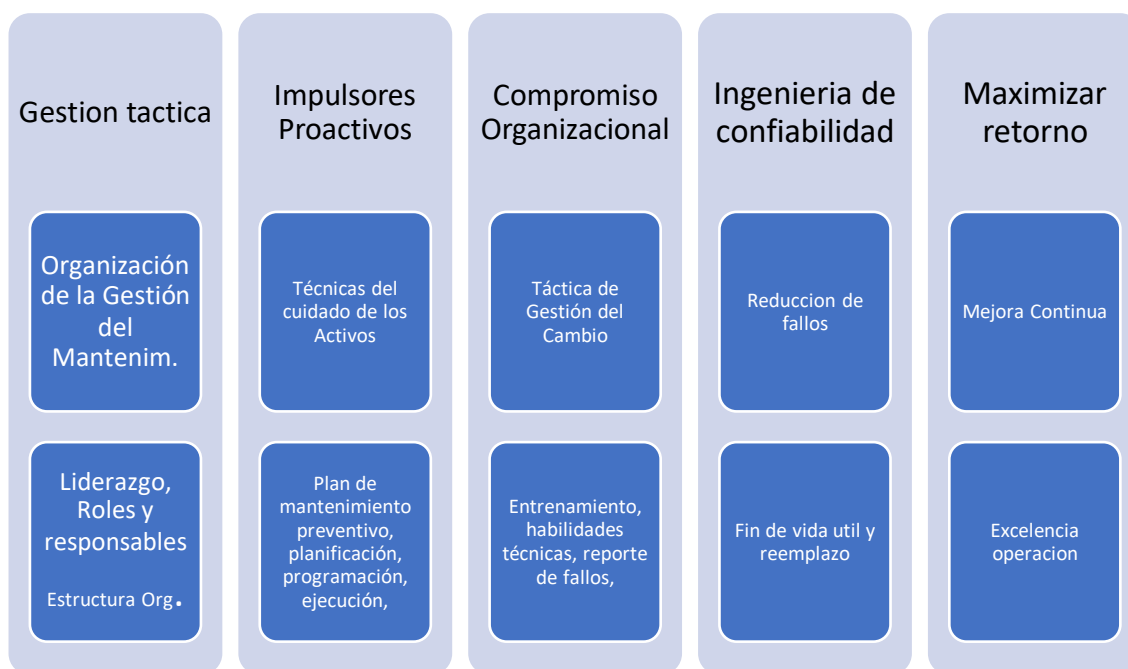 Gestion tactica
Organización
de la Gestión
del
Mantenim.
Liderazgo,
Roles y
responsables
Estructura Org.
Impulsores
Proactivos
Técnicas del
cuidado de los
Activos
Plan de
mantenimiento
preventivo,
planificación,
programación,
ejecución,
Compromiso
Organizacional
Táctica de
Gestión del
Cambio
Entrenamiento,
habilidades
técnicas, reporte
de fallos,
Ingenieria de
confiabilidad
Reduccion de
fallos
Fin de vida util y
reemplazo
Maximizar
retorno
Mejora Continua
Excelencia
operacion